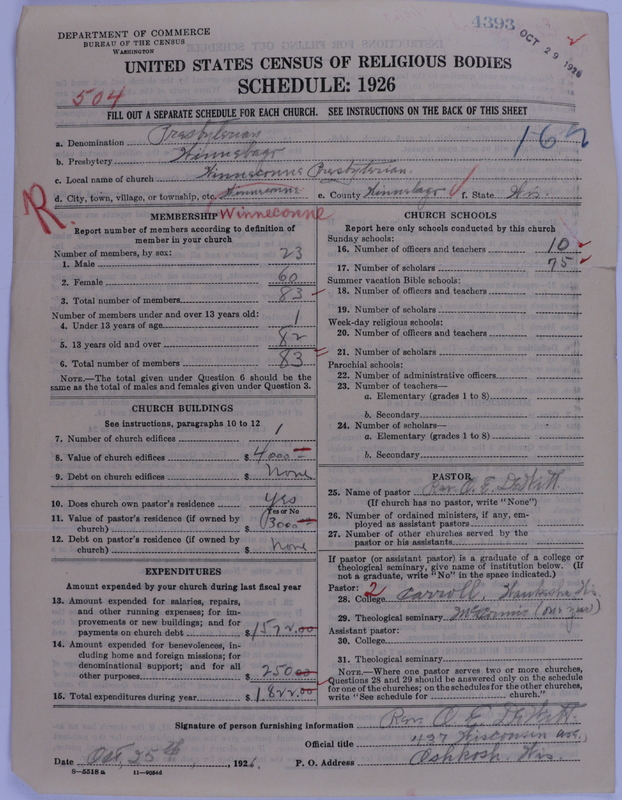 4393
OCT 29 1926
DEPARTMENT OF COMMERCE
BUREAU OF THE CENSUS
WASHINGTON
UNITED STATES CENSUS OF RELIGIOUS BODIES
SCHEDULE: 1926
504
FILL OUT A SEPARATE SCHEDULE FOR EACH CHURCH. SEE INSTRUCTIONS ON THE BACK OF THIS SHEET
a. Denomination Presbyterian
162
b. Presbytery Winnebago
c. Local name of church Winneconne Presbyterian.
d. City, town, village, or township, etc. Winneconne e. County Winnebago f. State Wis.
R.
MEMBERSHIP Winneconne
Report number of members according to definition of
member in your church
Number of members, by sex:
1. Male 23
2. Female 60
3. Total number of members 83
Number of members under and over 13 years old:
4. Under 13 years of age 1
5. 13 years old and over 82
6. Total number of members 83
NOTE.—The total given under Question 6 should be the
same as the total of males and females given under Question 3.
CHURCH BUILDINGS
See instructions, paragraphs 10 to 12
7. Number of church edifices 1
8. Value of church edifices $ 4000
9. Debt on church edifices $ None
10. Does church own pastor's residence yes
Yes or No
11. Value of pastor's residence (if owned by
church) $ 3000
12. Debt on pastor's residence (if owned by
church) $ None
EXPENDITURES
Amount expended by your church during last fiscal year
13. Amount expended for salaries, repairs,
and other running expenses; for im-
provements or new buildings; and for
payments on church debt $ 1572.00
14. Amount expended for benevolences, in-
cluding home and foreign missions; for
denominational support; and for all
other purposes $ 250.00
15. Total expenditures during year $ 1822.00
CHURCH SCHOOLS
Report here only schools conducted by this church
Sunday schools:
16. Number of officers and teachers 10
17. Number of scholars 75
Summer vacation Bible schools:
18. Number of officers and teachers
19. Number of scholars
Week-day religious schools:
20. Number of officers and teachers
21. Number of scholars
Parochial schools:
22. Number of administrative officers
23. Number of teachers—
a. Elementary (grades 1 to 8)
b. Secondary
24. Number of scholars—
a. Elementary (grades 1 to 8)
b. Secondary
PASTOR
25. Name of pastor Rev. A. E. DeWitt.
(If church has no pastor, write "None")
26. Number of ordained ministers, if any, em-
ployed as assistant pastors
27. Number of other churches served by the
pastor or his assistants
If pastor (or assistant pastor) is a graduate of a college or
theological seminary, give name of institution below. (If
not a graduate, write "No" in the space indicated.)
Pastor: 2
28. College Carroll, Waukesha Wis.
29. Theological seminary McCormic (one year)
Assistant pastor:
30. College
31. Theological seminary
NOTE.—Where one pastor serves two or more churches,
Questions 28 and 29 should be answered only on the schedule
for one of the churches; on the schedules for the other churches,
write "See schedule for church."
Signature of person furnishing information Rev. A. E. DeWitt.
Official title 437 Wisconsin ave.,
Date Oct. 25th, 1926. P. O. Address Oshkosh, Wis.
S—5518 a 11—9056d